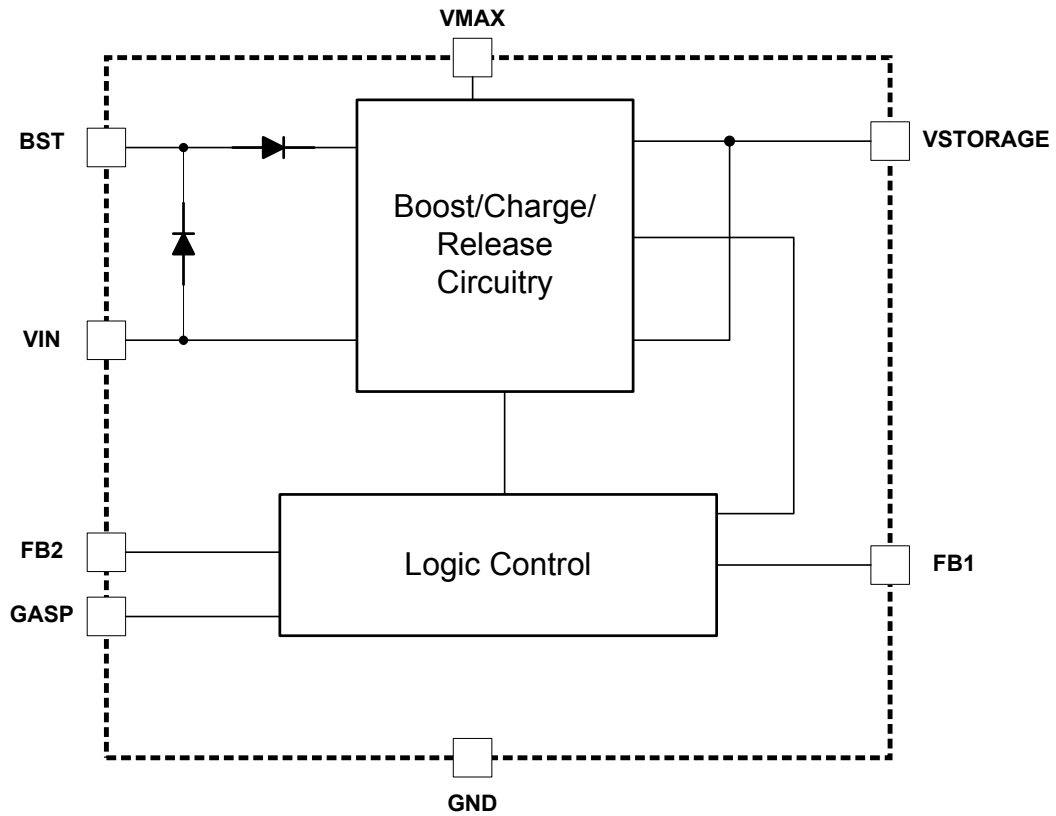 VMAX
BST
VSTORAGE
Boost/Charge/
Release
Circuitry
VIN
FB2
Logic Control
FB1
GASP
GND